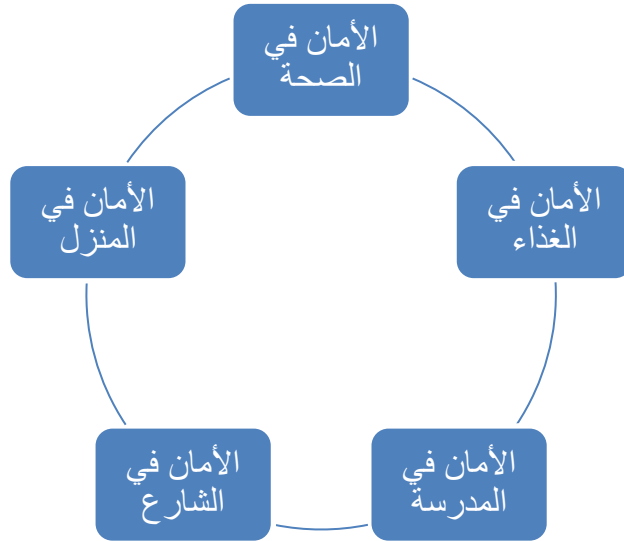 الأمان في
الصحة
الأمان في
الغذاء
الأمان في
المدرسة
الأمان في
الشارع
الأمان في
المنزل